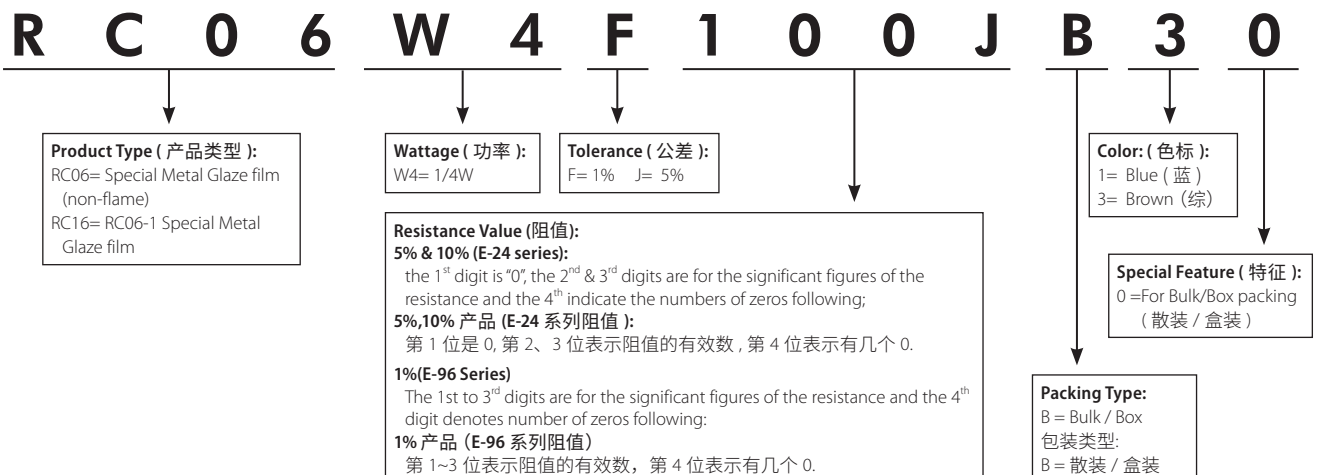 R C 0 6 W 4 F 1 0 0 J B 3 0
Product Type ( 产品类型 ):
RC06= Special Metal Glaze film
(non-flame)
RC16= RC06-1 Special Metal
Glaze film
Wattage ( 功率 ):
W4= 1/4W
Tolerance ( 公差 ):
F= 1% J= 5%
Resistance Value (阻值):
5% & 10% (E-24 series):
the 1st digit is "0", the 2nd & 3rd digits are for the significant figures of the
resistance and the 4th indicate the numbers of zeros following;
5%,10% 产品 (E-24 系列阻值 ):
第 1 位是 0, 第 2、3 位表示阻值的有效数 , 第 4 位表示有几个 0.
1%(E-96 Series)
The 1st to 3rd digits are for the significant figures of the resistance and the 4th
digit denotes number of zeros following:
1% 产品（E-96 系列阻值）
第 1~3 位表示阻值的有效数，第 4 位表示有几个 0.
Color: ( 色标 ):
1= Blue ( 蓝 )
3= Brown（综）
Special Feature ( 特征 ):
0 =For Bulk/Box packing
( 散装 / 盒装 )
Packing Type:
B = Bulk / Box
包装类型:
B = 散装 / 盒装